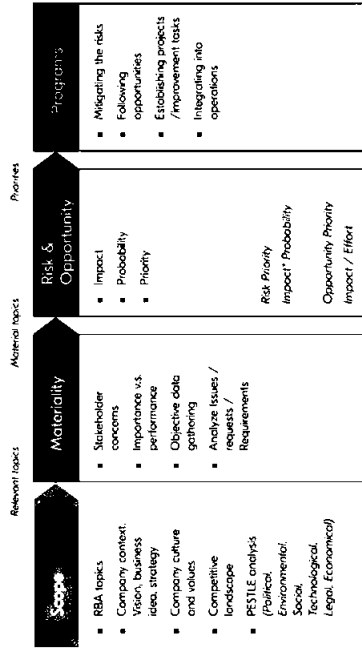 Relevant topics
Material topics
Priorities
Scope
Materiality
Risk &
Opportunity
Programs
RBA topics
Company context.
Vision, business
idea, strategy
Company culture
and values
Competitive
landscape
PESTLE analysis
(Political,
Environmental,
Social,
Technological,
Legal, Economical)
Stakeholder
concerns
Importance v.s.
performance
Objective data
gathering
Analyze Issues /
requests /
Requirements
Impact
Probability
Priority
Risk Priority
Impact* Probability
Opportunity Priority
Impact / Effort
Mitigating the risks
Following
opportunities
Establishing projects
/improvement tasks
Integrating into
operations